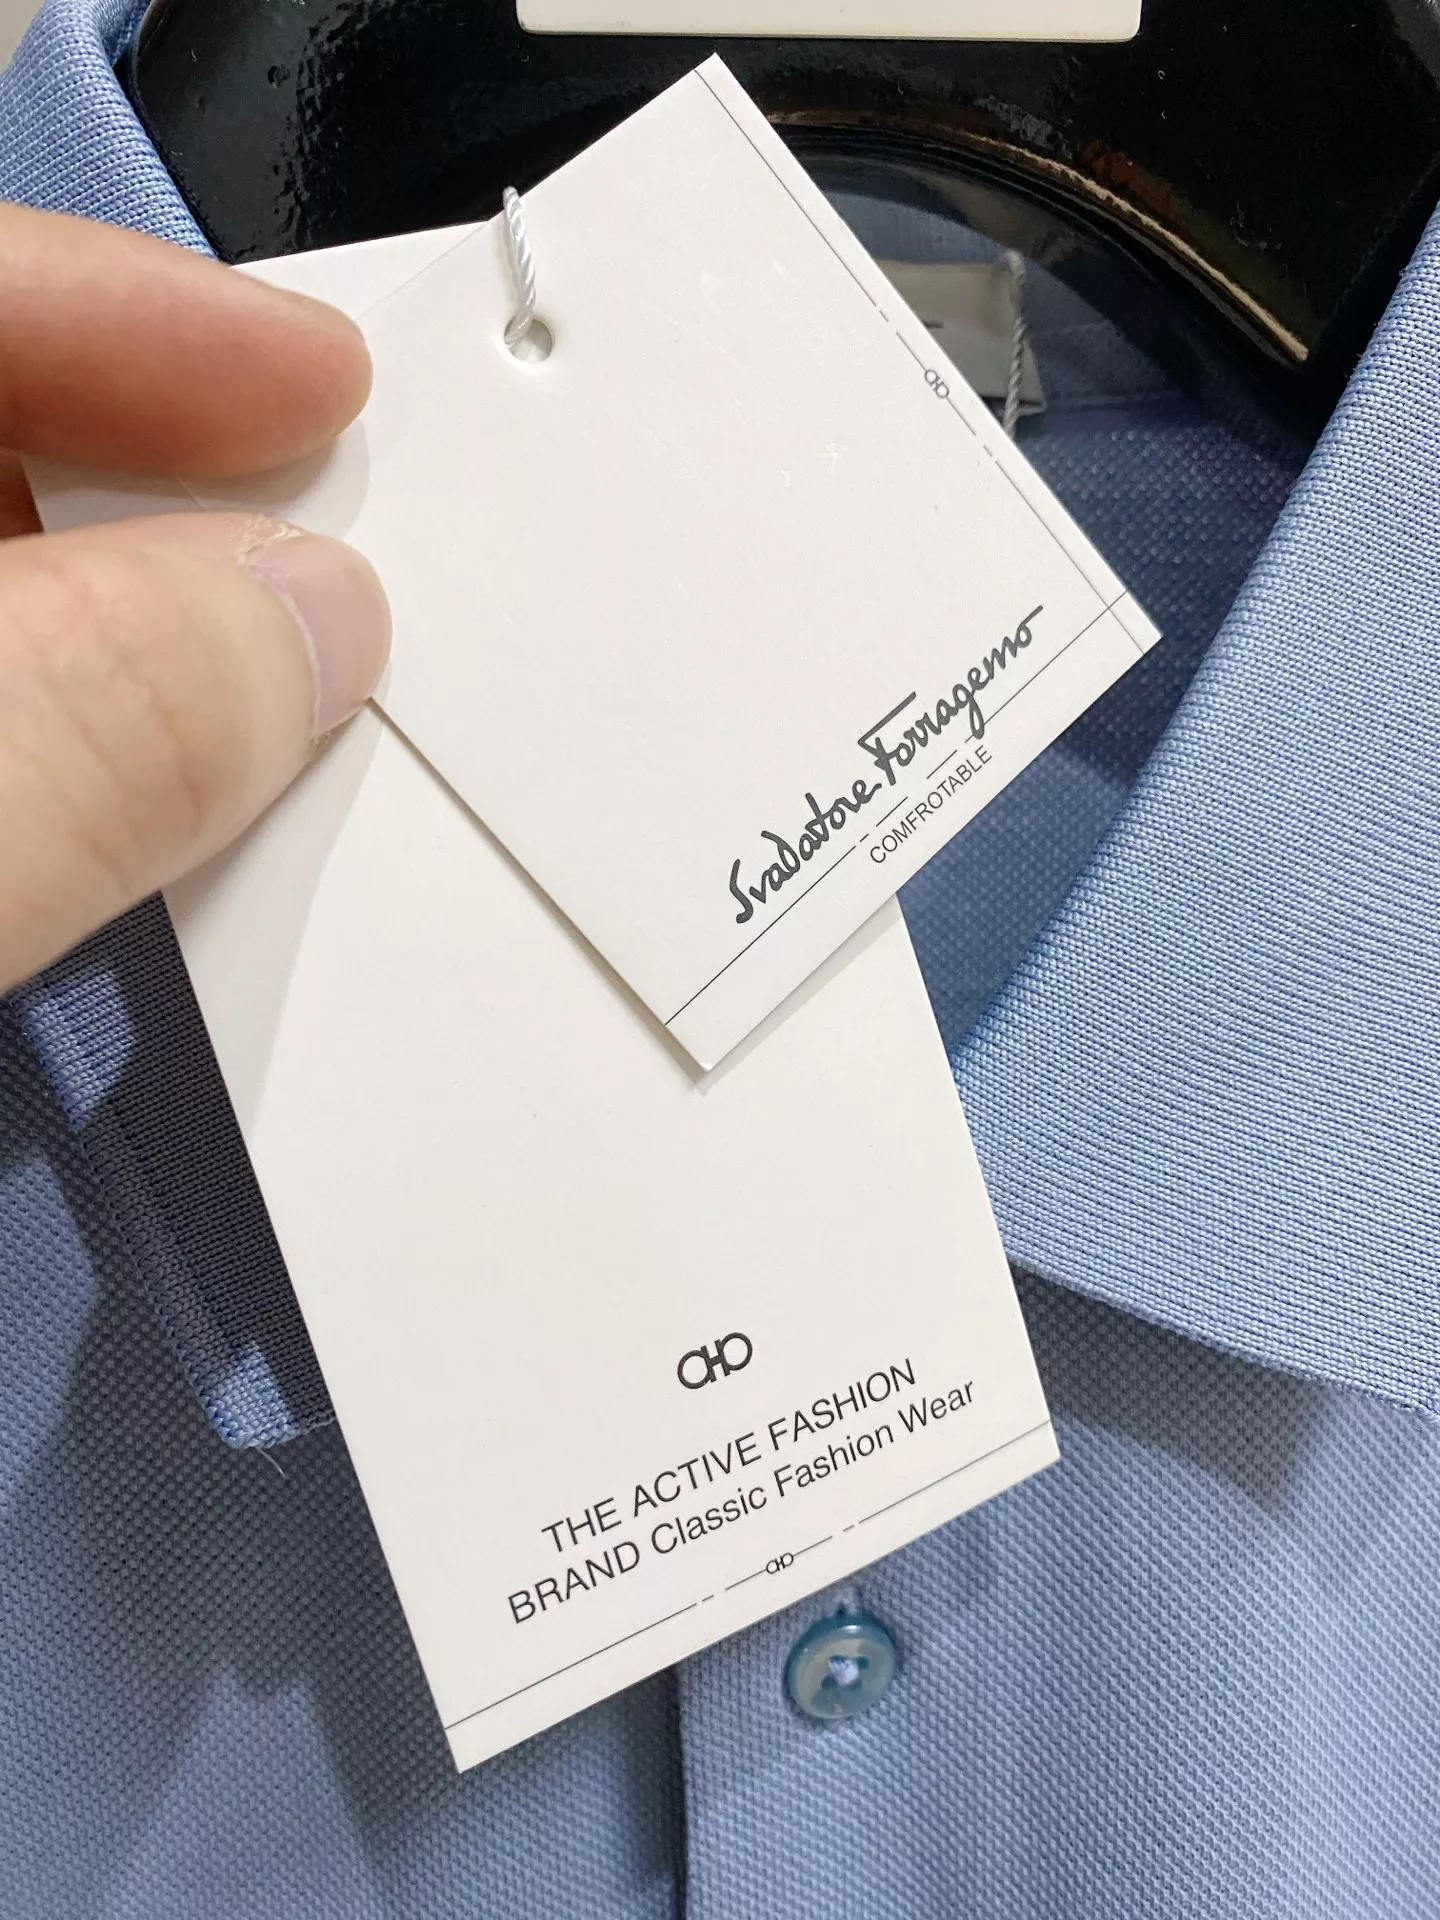 Svadatore Forragemo
COMFROTABLE
THE ACTIVE FASHION
BRAND Classic Fashion Wear